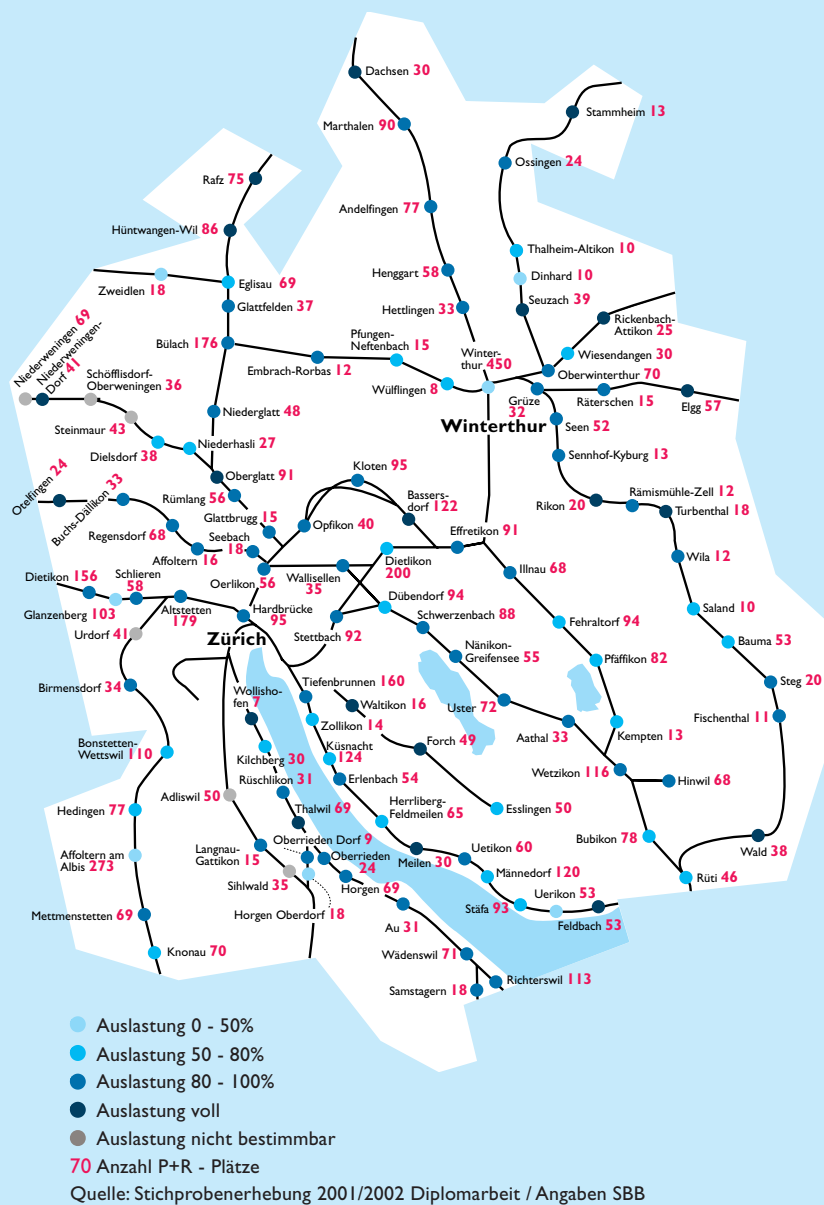 Dachsen 30
Marthalen 90
Stammheim 13
Ossingen 24
Rafz 75
Andelfingen 77
Hüntwangen-Wil 86
Thalheim-Altikon 10
Henggart 58
Dinhard 10
Zweidlen 18
Eglisau 69
Seuzach 39
Glattfelden 37
Hettlingen 33
Rickenbach-
Attikon 25
Niederweningen 69
Niederweningen-
Dorf 41
Bülach 176
Pfungen-
Neftenbach 15
Winter-
thur 450
Wiesendangen 30
Schöfflisdorf-
Oberweningen 36
Embrach-Rorbas 12
Wülflingen 8
Oberwinterthur 70
Grüze
32
Räterschen 15
Elgg 57
Steinmaur
43
Niederglatt 48
Winterthur
Seen 52
Dielsdorf 38
Niederhasli 27
Sennhof-Kyburg 13
Otelfingen 24
Oberglatt 91
Kloten 95
Buchs-Dällikon 33
Rümlang 56
Bassers-
dorf 122
Rikon 20
Rämismühle-Zell 12
Turbenthal 18
Glattbrugg 15
Regensdorf 68
Seebach
18
Opfikon 40
Effretikon 91
Affoltern 16
Dietlikon
200
Wila 12
Dietikon 156
Schlieren
58
Oerlikon 56
Wallisellen
35
Illnau 68
Glanzenberg 103
Altstetten
179
Hardbrücke
95
Dübendorf 94
Saland 10
Urdorf 41
Zürich
Stettbach 92
Schwerzenbach
88
Fehraltorf 94
Bauma 53
Nänikon-
Greifensee 55
Pfäffikon 82
Birmensdorf 34
Tiefenbrunnen 160
Steg 20
Wollisho-
fen 7
Waltikon 16
Uster 72
Fischenthal 11
Zollikon 14
Aathal 33
Kempten 13
Bonstetten-
Wettswil 110
Küsnacht
124
Forch 49
Kilchberg 30
Wetzikon 116
Hinwil 68
Rüschlikon 31
Erlenbach 54
Adliswil 50
Hedingen 77
Thalwil 69
Herrliberg-
Feldmeilen 65
Esslingen 50
Bubikon 78
Oberrieden Dorf 9
Wald 38
Langnau-
Gattikon
15
Oberrieden
24
Meilen 30
Uetikon 60
Affoltern am
Albis 273
Sihlwald 35
Horgen 69
Männedorf 120
Rüti 46
Horgen Oberdorf 18
Uerikon 53
Stäfa 93
Mettmenstetten 69
Au 31
Feldbach
53
Knonau 70
Wädenswil 71
Richterswil 113
Samstagern 18
Auslastung 0 - 50%
Auslastung 50 - 80%
Auslastung 80 - 100%
Auslastung voll
Auslastung nicht bestimmbar
70 Anzahl P+R - Plätze
Quelle: Stichprobenerhebung 2001/2002 Diplomarbeit / Angaben SBB